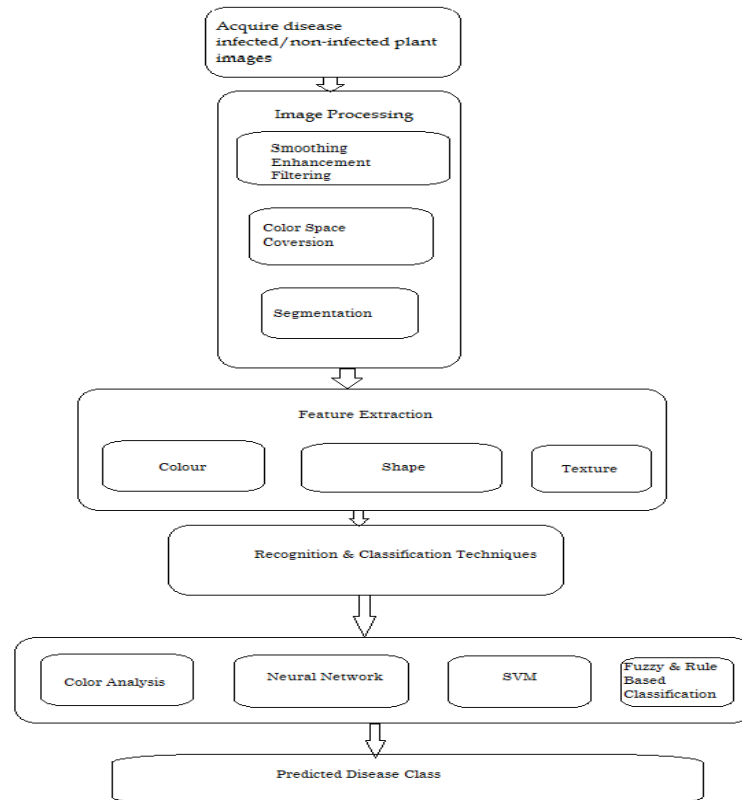 Acquire disease
infected/non-infected plant
images
Image Processing
Smoothing
Enhancement
Filtering
Color Space
Coversion
Segmentation
Feature Extraction
Colour
Shape
Texture
Recognition & Classification Techniques
Color Analysis
Neural Network
SVM
Fuzzy & Rule
Based
Classification
Predicted Disease Class